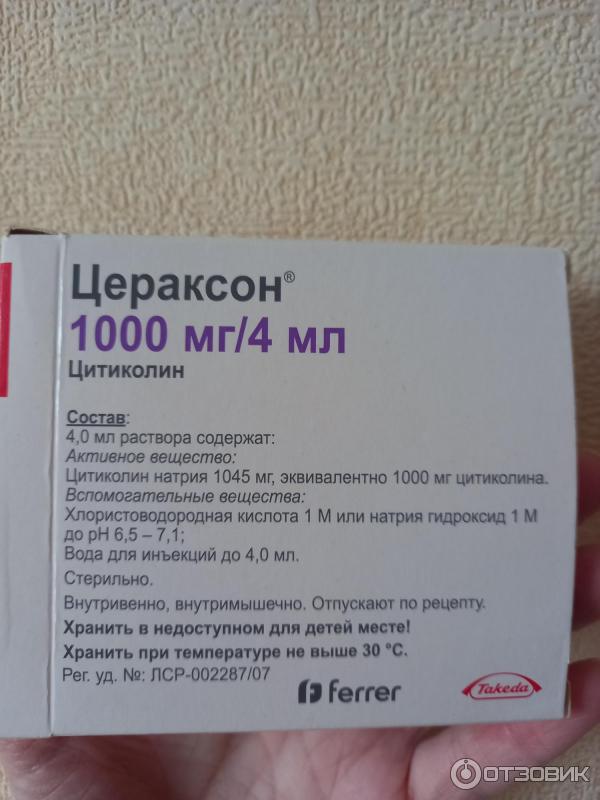 Цераксон®
1000 мг/4 мл
Цитиколин
Состав:
4,0 мл раствора содержат:
Активное вещество:
Цитиколин натрия 1045 мг, эквивалентно 1000 мг цитиколина.
Вспомогательные вещества:
Хлористоводородная кислота 1 М или натрия гидроксид 1 М
до pH 6,5 – 7,1;
Вода для инъекций до 4,0 мл.
Стерильно.
Внутривенно, внутримышечно. Отпускают по рецепту.
Хранить в недоступном для детей месте!
Хранить при температуре не выше 30 °C.
Рег. уд. №: ЛСР-002287/07
ferrer
Takeda
ОТЗОВИК